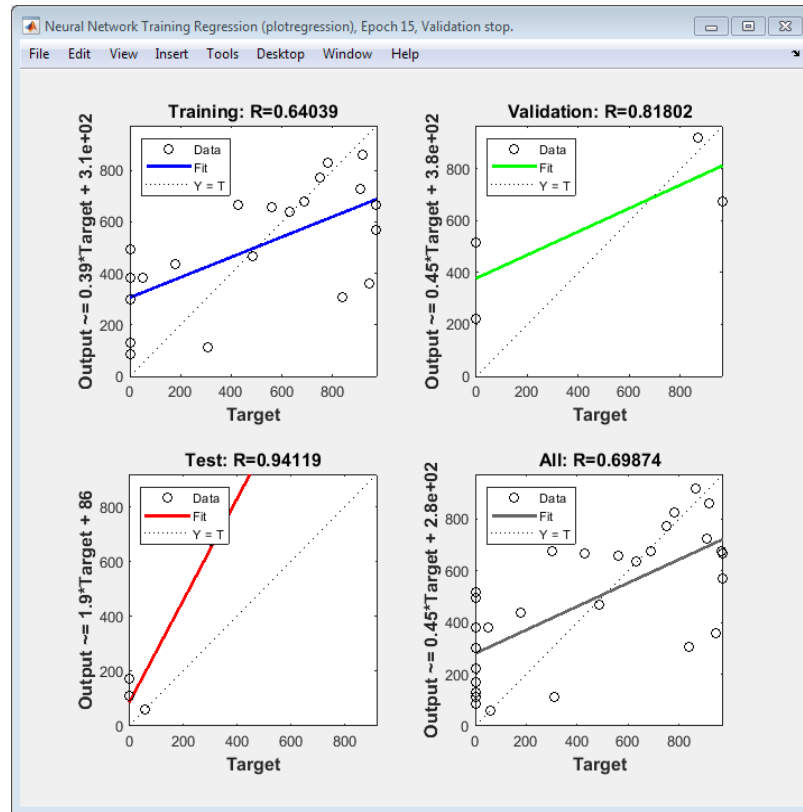 Neural Network Training Regression (plotregression), Epoch 15, Validation stop.
File Edit View Insert Tools Desktop Window Help
Training: R=0.64039
Output ~= 0.39*Target + 3.1e+02
Data
Fit
Y = T
800
600
400
200
0
0 200 400 600 800
Target
Validation: R=0.81802
Output ~= 0.45*Target + 3.8e+02
Data
Fit
Y = T
800
600
400
200
0
0 200 400 600 800
Target
Test: R=0.94119
Output ~= 1.9*Target + 86
Data
Fit
Y = T
800
600
400
200
0
0 200 400 600 800
Target
All: R=0.69874
Output ~= 0.45*Target + 2.8e+02
Data
Fit
Y = T
800
600
400
200
0
0 200 400 600 800
Target